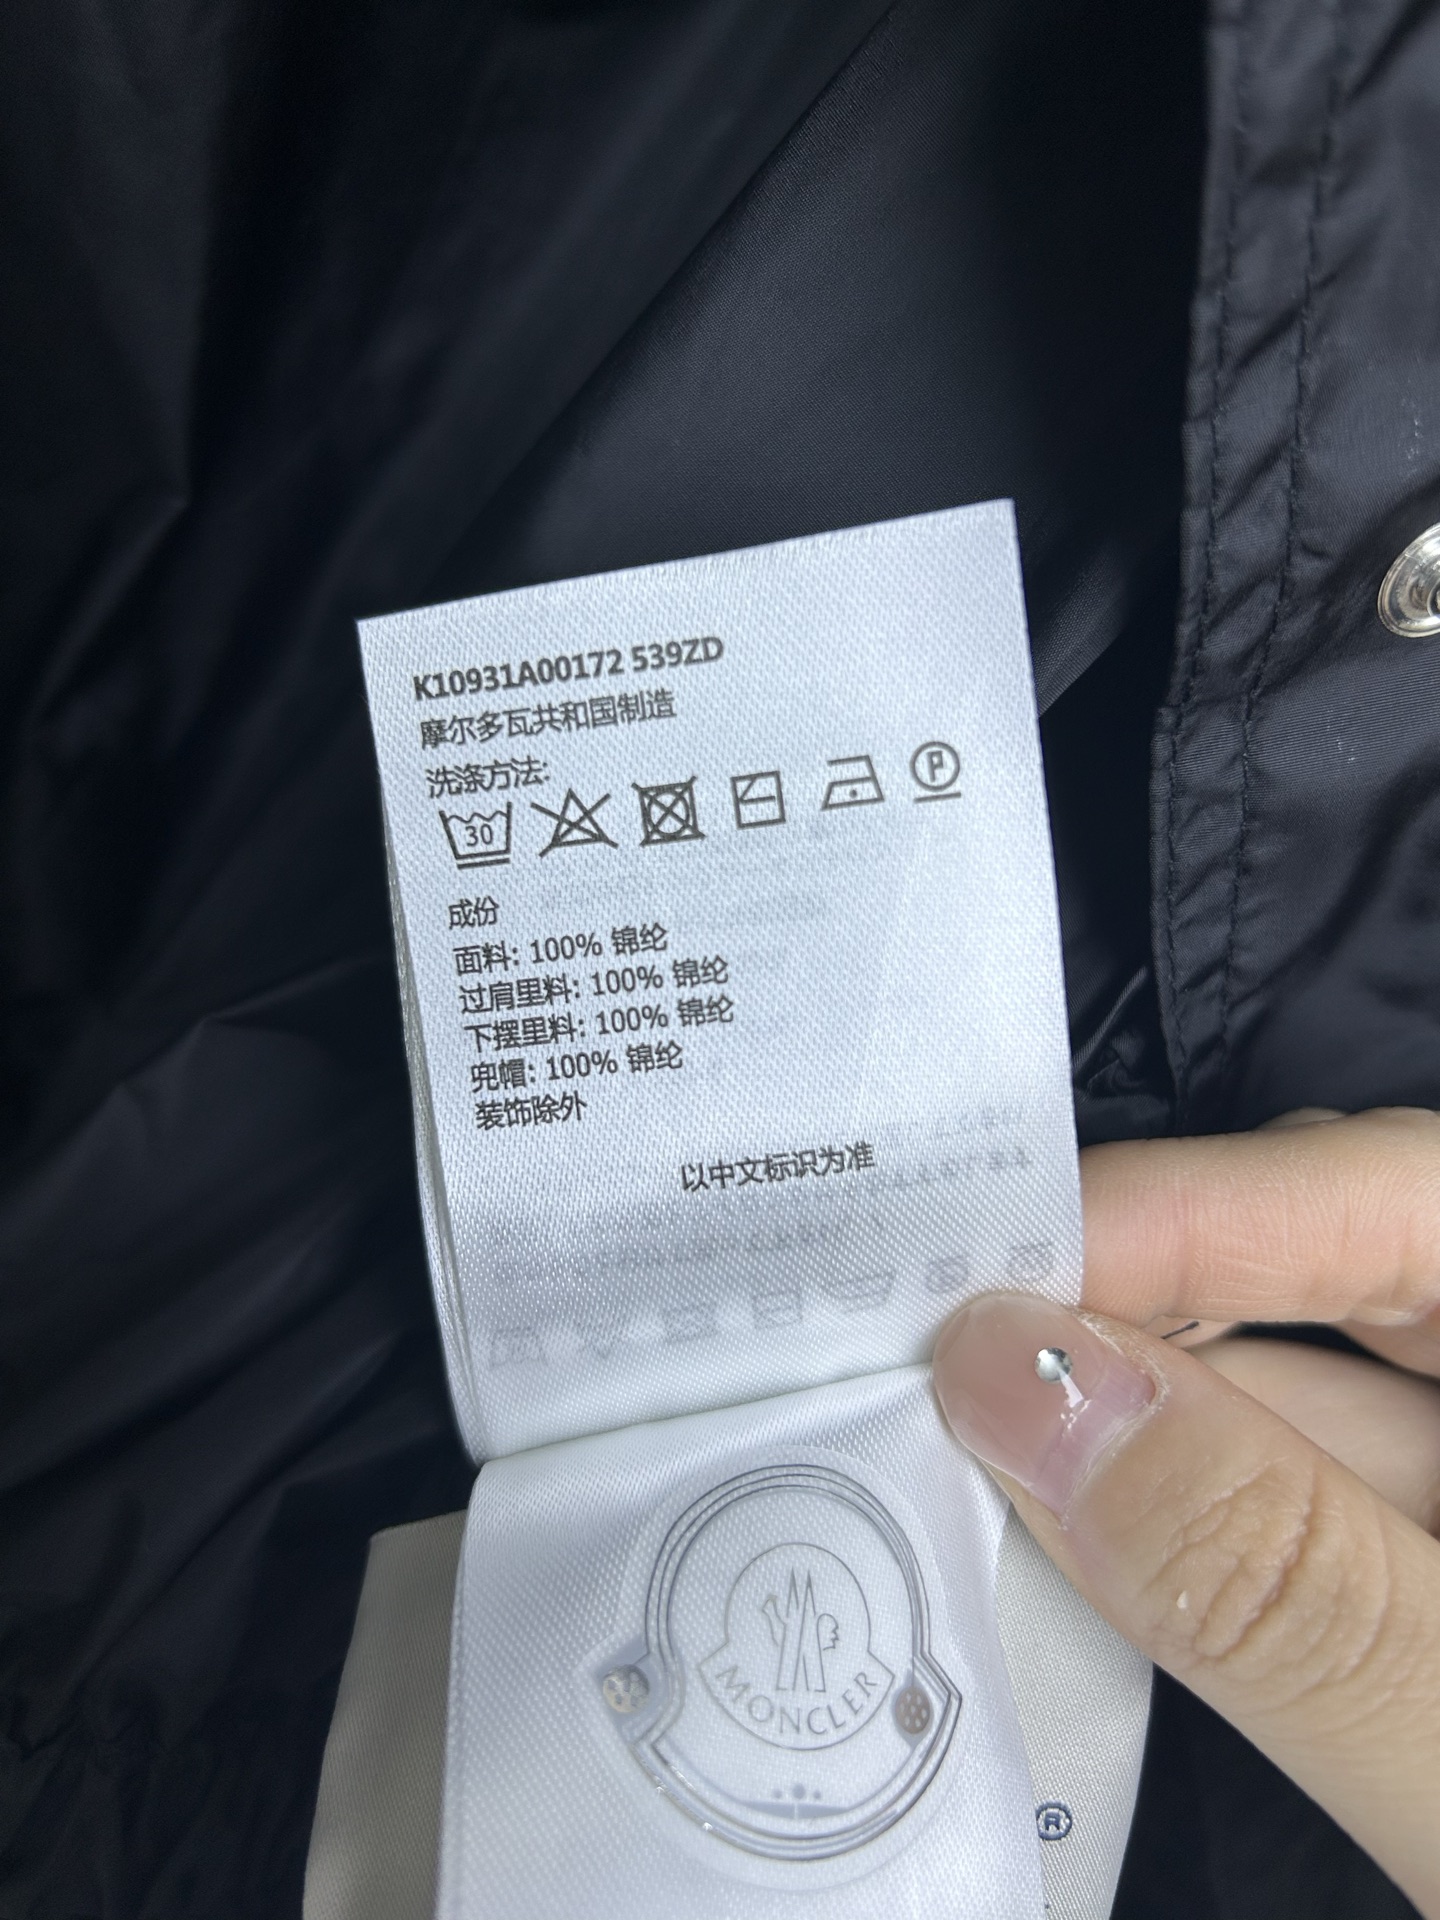 K10931A00172 539ZD
摩尔多瓦共和国制造
洗涤方法:
30 P
成份
面料: 100% 锦纶
过肩里料: 100% 锦纶
下摆里料: 100% 锦纶
兜帽: 100% 锦纶
装饰除外
以中文标识为准
MONCLER
®